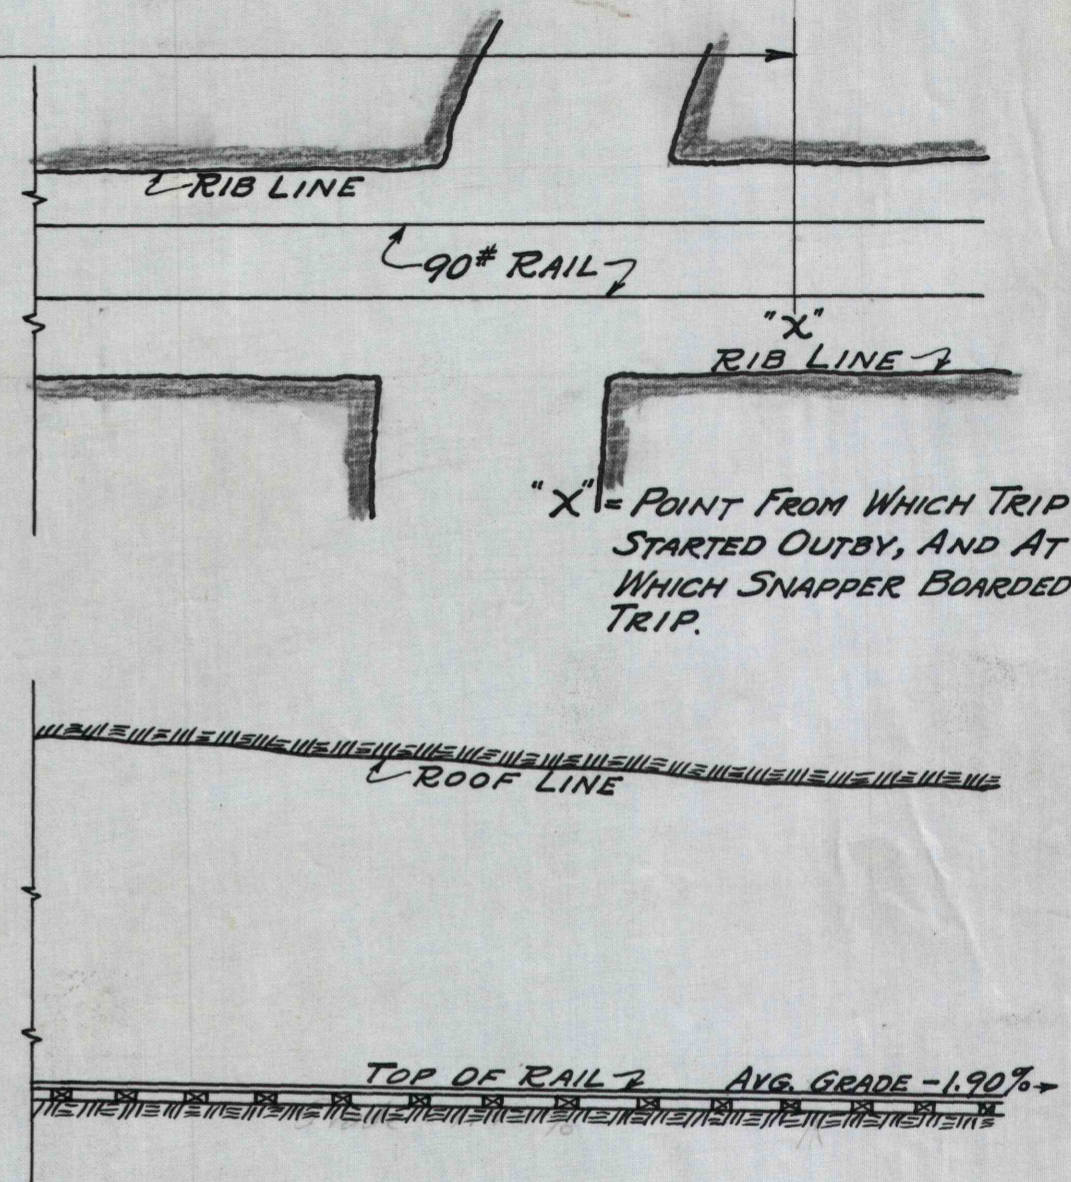 RIB LINE
90# RAIL
"X"
RIB LINE
"X" = POINT FROM WHICH TRIP
STARTED OUTBY, AND AT
WHICH SNAPPER BOARDED
TRIP.
ROOF LINE
TOP OF RAIL
AVG. GRADE -1.90%